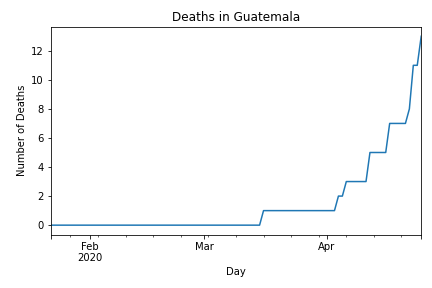 Deaths in Guatemala
Number of Deaths
12
10
8
6
4
2
0
Feb
2020
Mar
Apr
Day